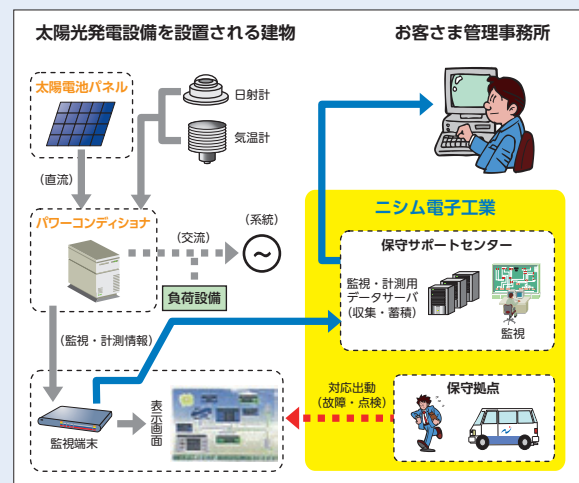 太陽光発電設備を設置される建物
お客さま管理事務所
太陽電池パネル
日射計
気温計
(直流)
パワーコンディショナ
(交流)
(系統)
負荷設備
(監視・計測情報)
監視端末
表示画面
ニシム電子工業
保守サポートセンター
監視・計測用
データサーバ
(収集・蓄積)
監視
対応出動
(故障・点検)
保守拠点